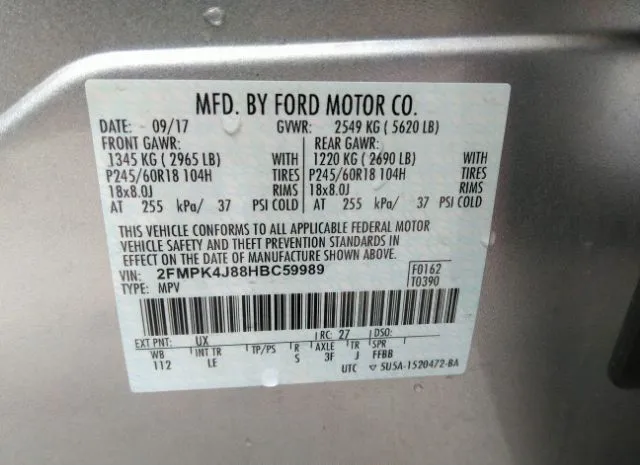 MFD. BY FORD MOTOR CO.
DATE: 09/17 GVWR: 2549 KG ( 5620 LB)
FRONT GAWR: REAR GAWR:
1345 KG ( 2965 LB) WITH 1220 KG ( 2690 LB) WITH
P245/60R18 104H TIRES P245/60R18 104H TIRES
18x8.0J RIMS 18x8.0J RIMS
AT 255 kPa/ 37 PSI COLD AT 255 kPa/ 37 PSI COLD
THIS VEHICLE CONFORMS TO ALL APPLICABLE FEDERAL MOTOR
VEHICLE SAFETY AND THEFT PREVENTION STANDARDS IN
EFFECT ON THE DATE OF MANUFACTURE SHOWN ABOVE.
VIN: 2FMPK4J88HBC59989 F0162
TYPE: MPV T0390
EXT PNT: UX RC: 27 DSO:
WB INT TR TP/PS R AXLE TR SPR
112 LE S 3F J FFBB
UTC ▽ 5U5A-1520472-BA